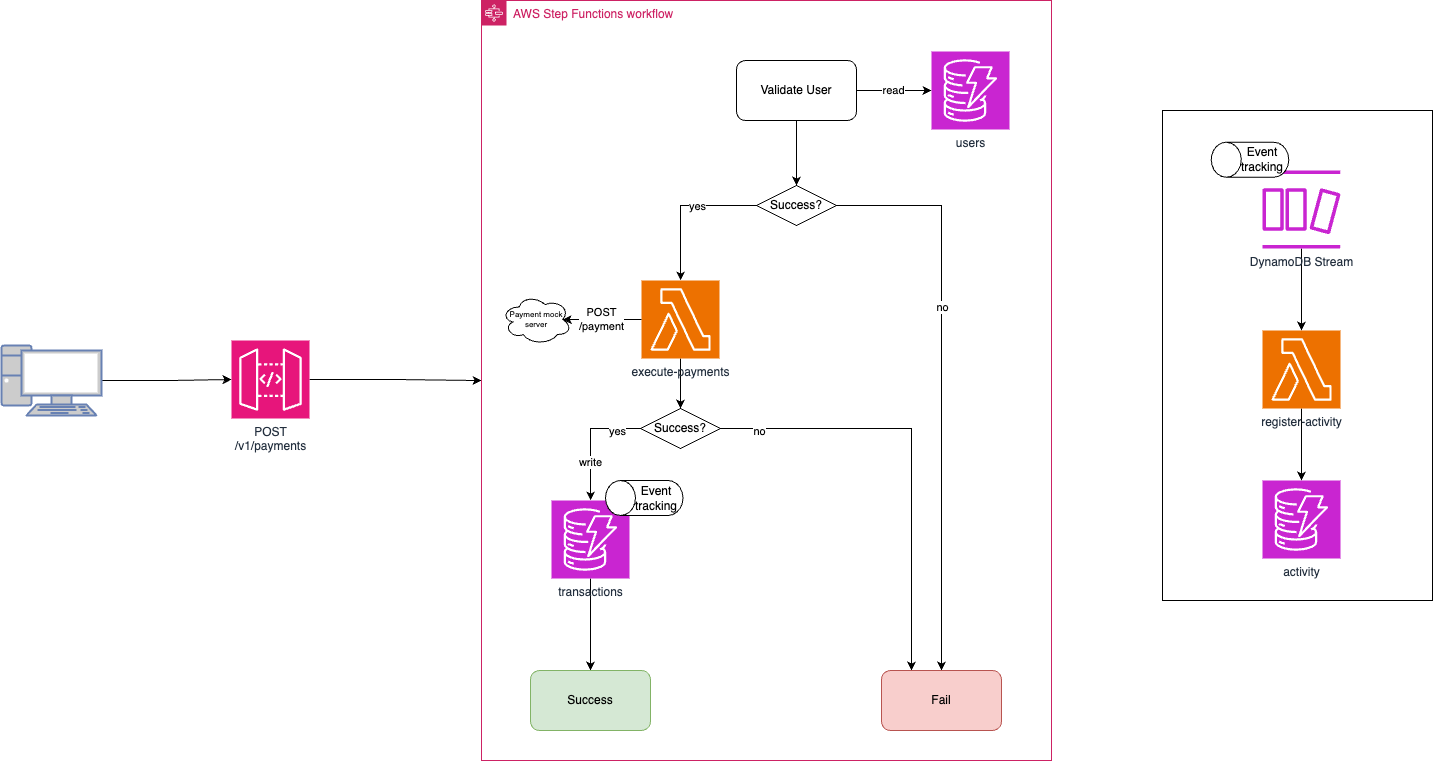 AWS Step Functions workflow
Validate User
read
users
Success?
yes
no
POST
/payment
Payment mock
server
execute-payments
Success?
yes
no
write
Event
tracking
transactions
Success
Fail
POST
/v1/payments
</>
Event
tracking
DynamoDB Stream
register-activity
activity